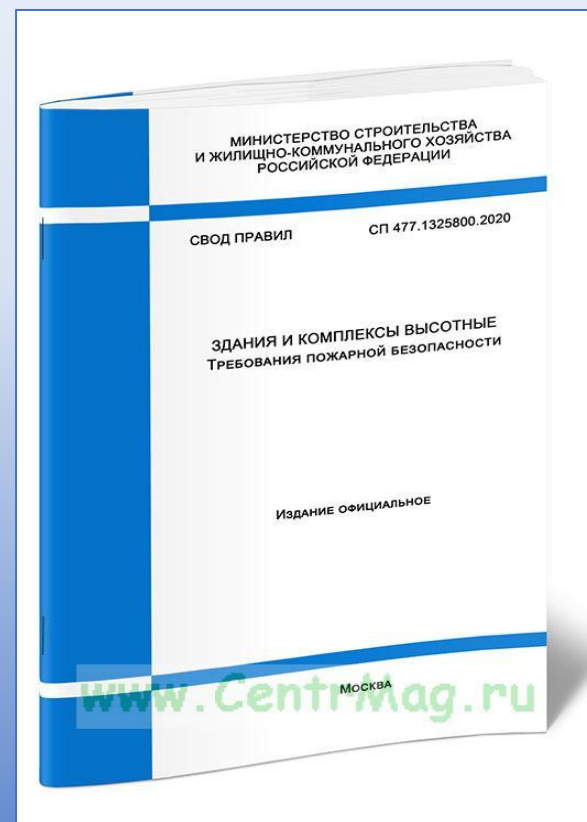 МИНИСТЕРСТВО СТРОИТЕЛЬСТВА
И ЖИЛИЩНО-КОММУНАЛЬНОГО ХОЗЯЙСТВА
РОССИЙСКОЙ ФЕДЕРАЦИИ
СВОД ПРАВИЛ СП 477.1325800.2020
ЗДАНИЯ И КОМПЛЕКСЫ ВЫСОТНЫЕ
ТРЕБОВАНИЯ ПОЖАРНОЙ БЕЗОПАСНОСТИ
ИЗДАНИЕ ОФИЦИАЛЬНОЕ
МОСКВА
www.CentrMag.ru